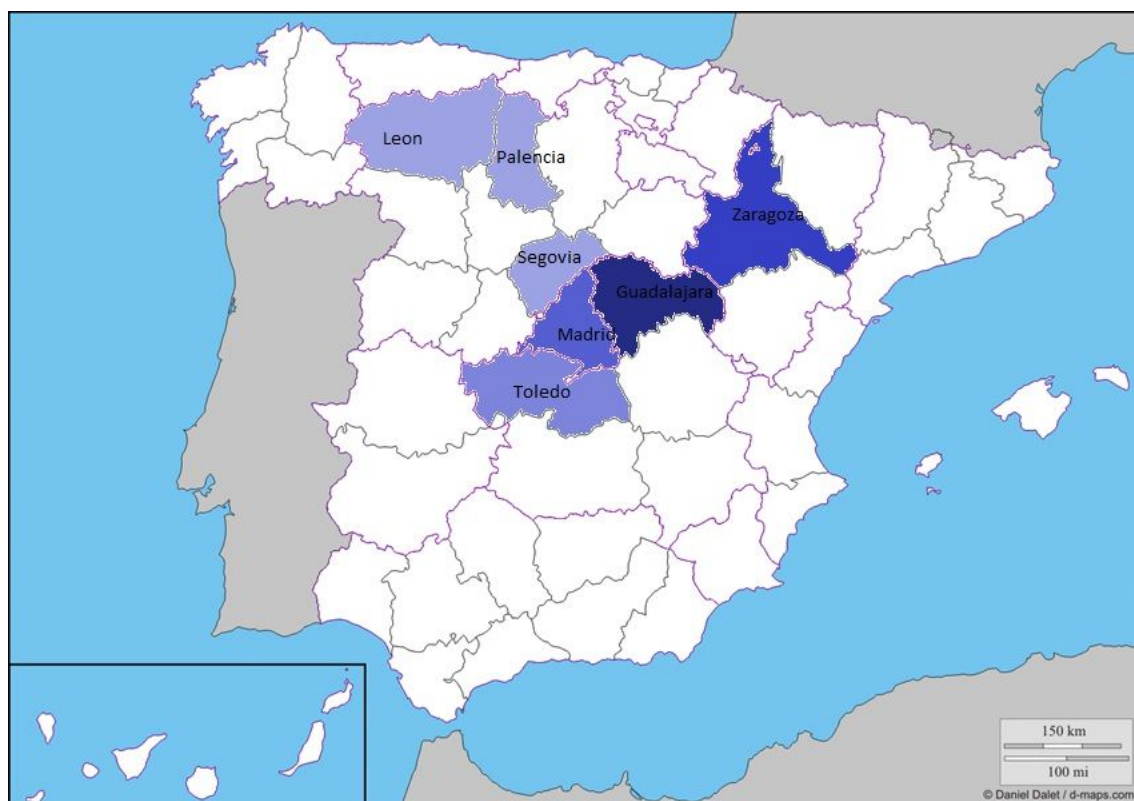 Leon
Palencia
Zaragoza
Segovia
Guadalajara
Madrid
Toledo
150 km
100 mi
© Daniel Dalet / d-maps.com